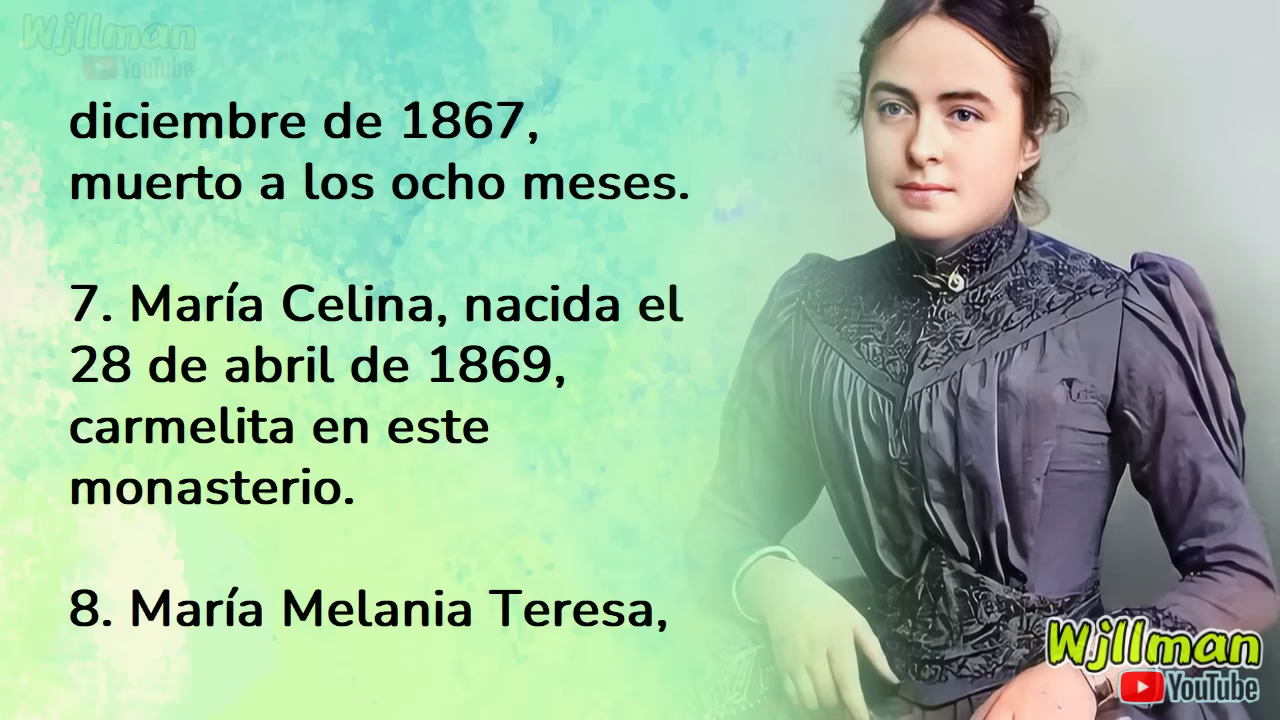 Wjllman
YouTube
diciembre de 1867,
muerto a los ocho meses.
7. María Celina, nacida el
28 de abril de 1869,
carmelita en este
monasterio.
8. María Melania Teresa,
Wjllman
YouTube